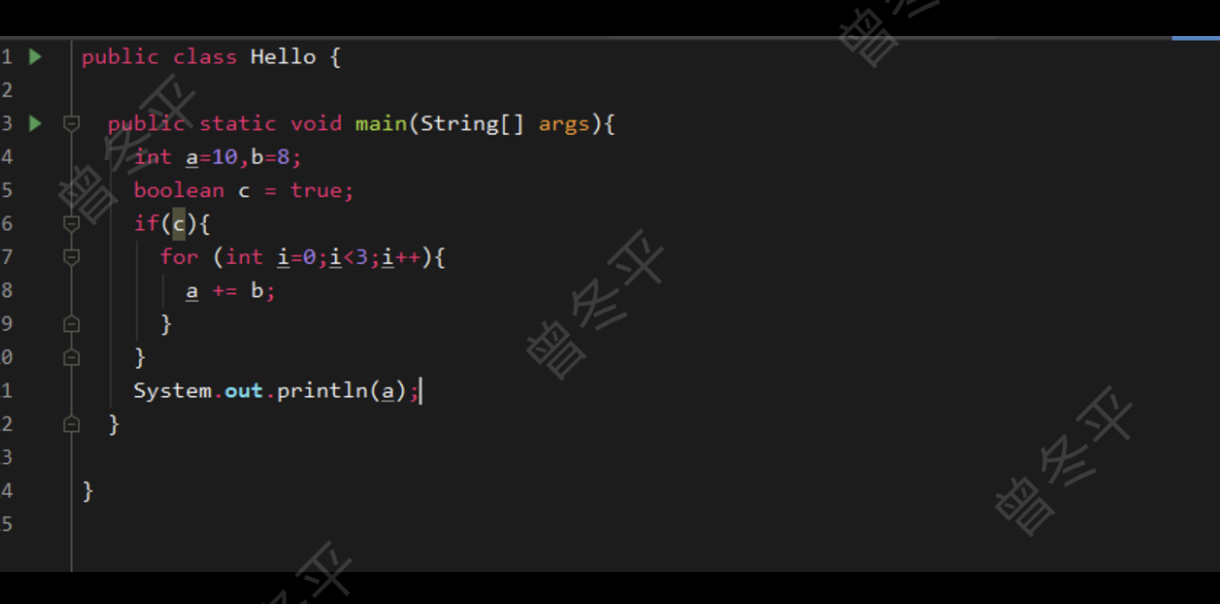 曾冬平
1 public class Hello {
2
3 public static void main(String[] args){
曾冬平
4 int a=10,b=8;
5 boolean c = true;
6 if(c){
7 for (int i=0;i<3;i++){
8 a += b;
曾冬平
9 }
0 }
1 System.out.println(a);
2 }
3
曾冬平
4 }
5
冬平